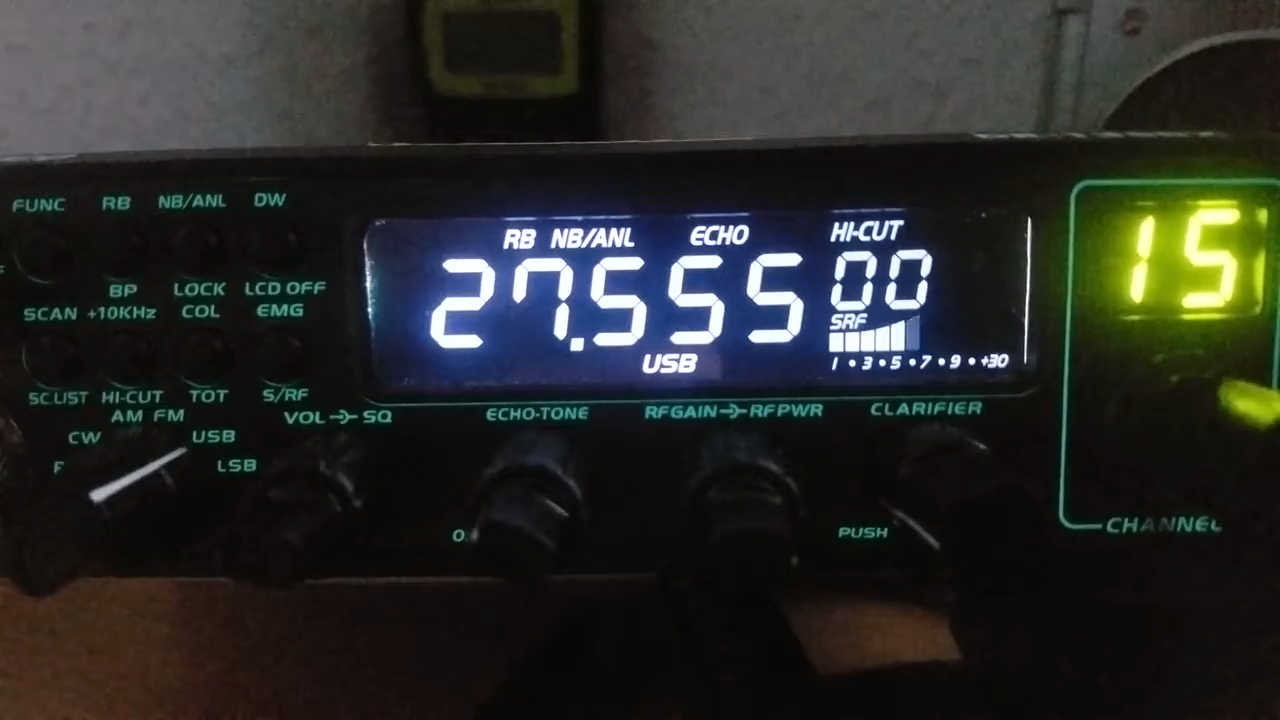 FUNC RB NB/ANL DW
RB NB/ANL ECHO HI-CUT
27.555 00
15
BP LOCK LCD OFF
SCAN +10KHz COL EMG
SRF
USB
1 • 3 • 5 • 7 • 9 • +30
SC.LIST HI-CUT TOT S/RF
AM FM VOL SQ ECHO-TONE RFGAIN RFPWR CLARIFIER
CW USB
LSB
PUSH
CHANNEL